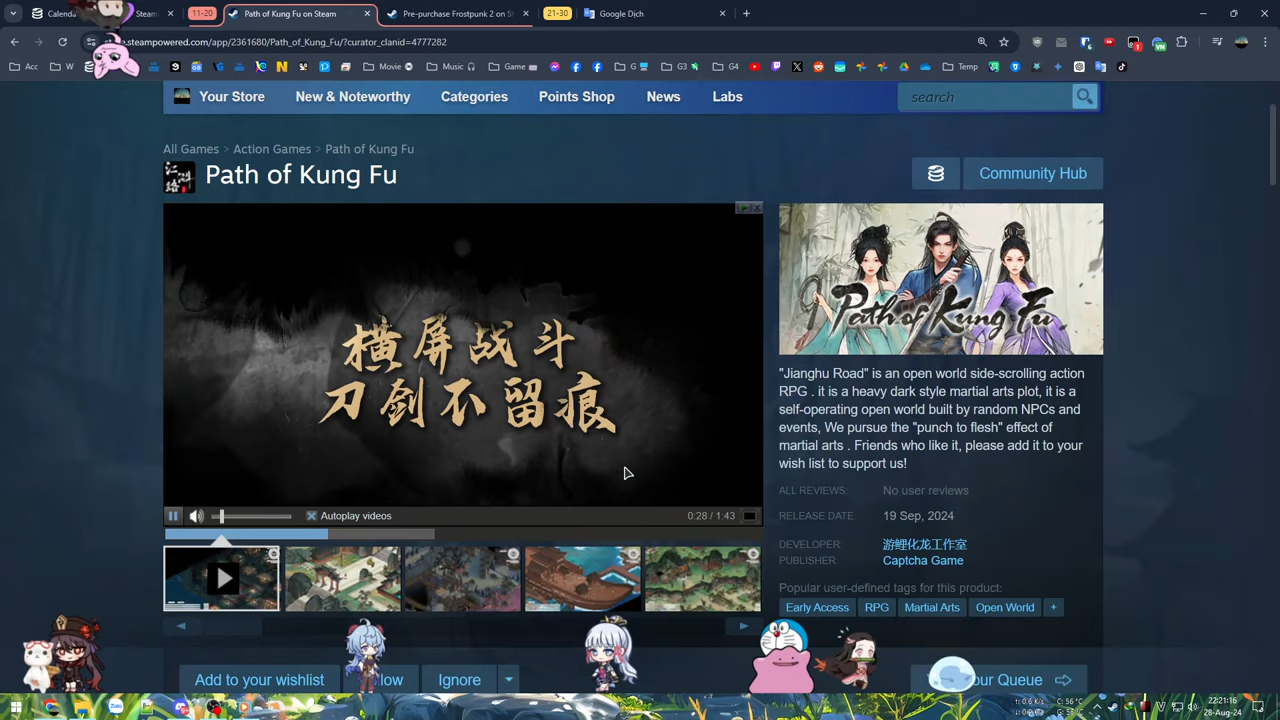 Calenda
Steam
11-20
Path of Kung Fu on Steam
Pre-purchase Frostpunk 2 on St
21-30
Google Dịch
.steampowered.com/app/2361680/Path_of_Kung_Fu/?curator_clanid=4777282
Acc
W
Movie
Music
Game
G
G3
G4
Temp
Your Store
New & Noteworthy
Categories
Points Shop
News
Labs
search
All Games > Action Games > Path of Kung Fu
江湖路
Path of Kung Fu
Community Hub
横屏战斗
刀剑不留痕
Path of Kung Fu
"Jianghu Road" is an open world side-scrolling action
RPG . it is a heavy dark style martial arts plot, it is a
self-operating open world built by random NPCs and
events, We pursue the "punch to flesh" effect of
martial arts . Friends who like it, please add it to your
wish list to support us!
ALL REVIEWS: No user reviews
RELEASE DATE: 19 Sep, 2024
DEVELOPER: 游鲤化龙工作室
PUBLISHER: Captcha Game
Popular user-defined tags for this product:
Early Access
RPG
Martial Arts
Open World
+
Autoplay videos
0:28 / 1:43
Add to your wishlist
low
Ignore
our Queue
Zalo
22:21:16
28-Aug-24